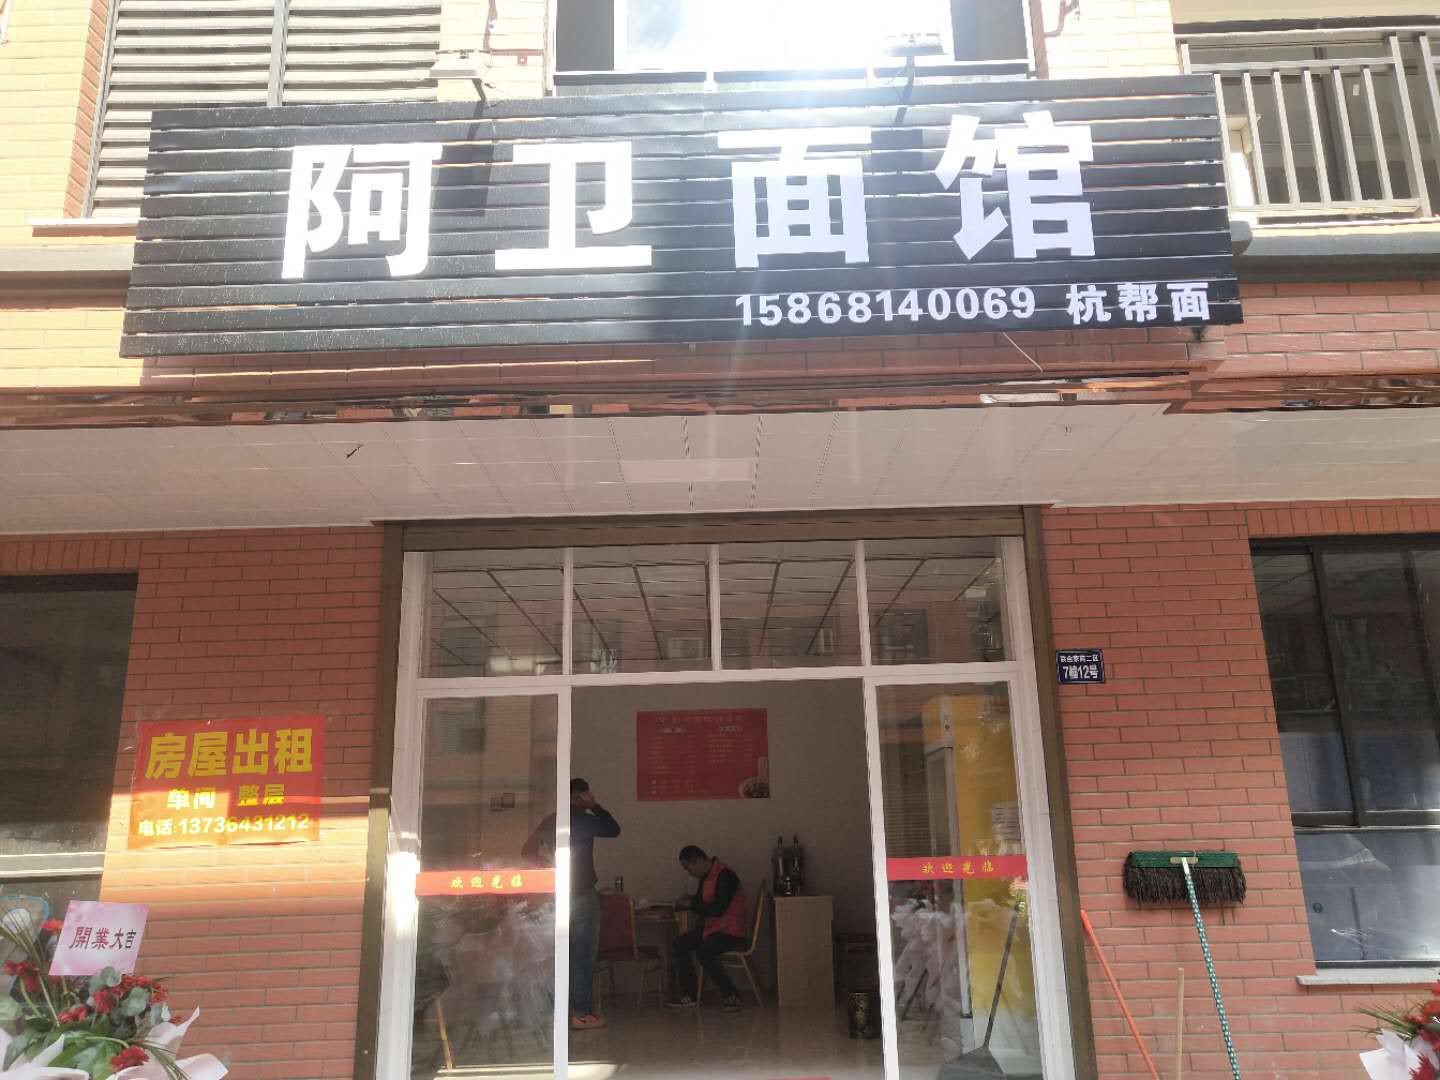 阿卫面馆
15868140069 杭帮面
7幢12号
房屋出租
单间 整层
电话:13736431212
欢迎光临
欢迎光临
開業大吉